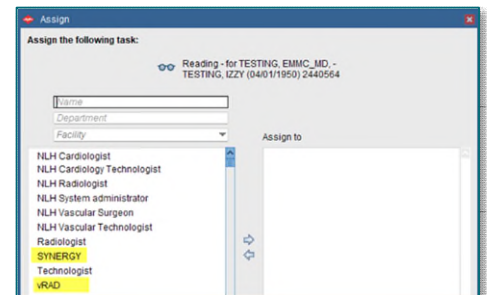 Assign
Assign the following task:
Reading - for TESTING, EMMC_MD, -
TESTING, IZZY (04/01/1950) 2440564
Name
Department
Facility
Assign to
NLH Cardiologist
NLH Cardiology Technologist
NLH Radiologist
NLH System administrator
NLH Vascular Surgeon
NLH Vascular Technologist
Radiologist
SYNERGY
Technologist
vRAD